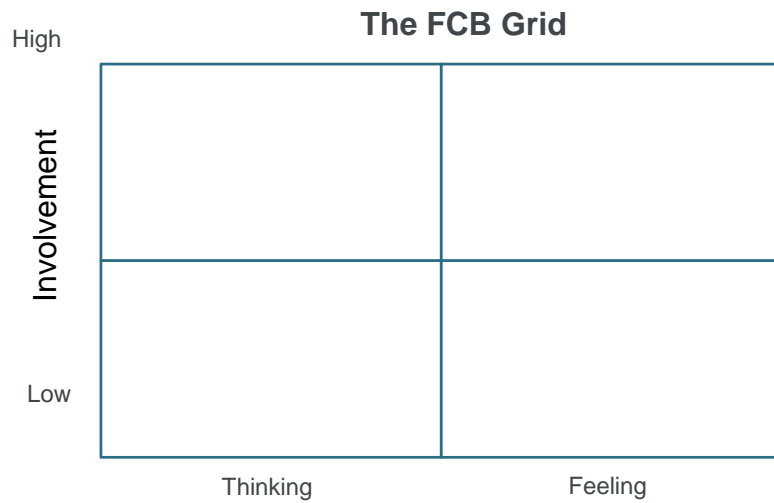 The FCB Grid
High
Involvement
Low
Thinking
Feeling